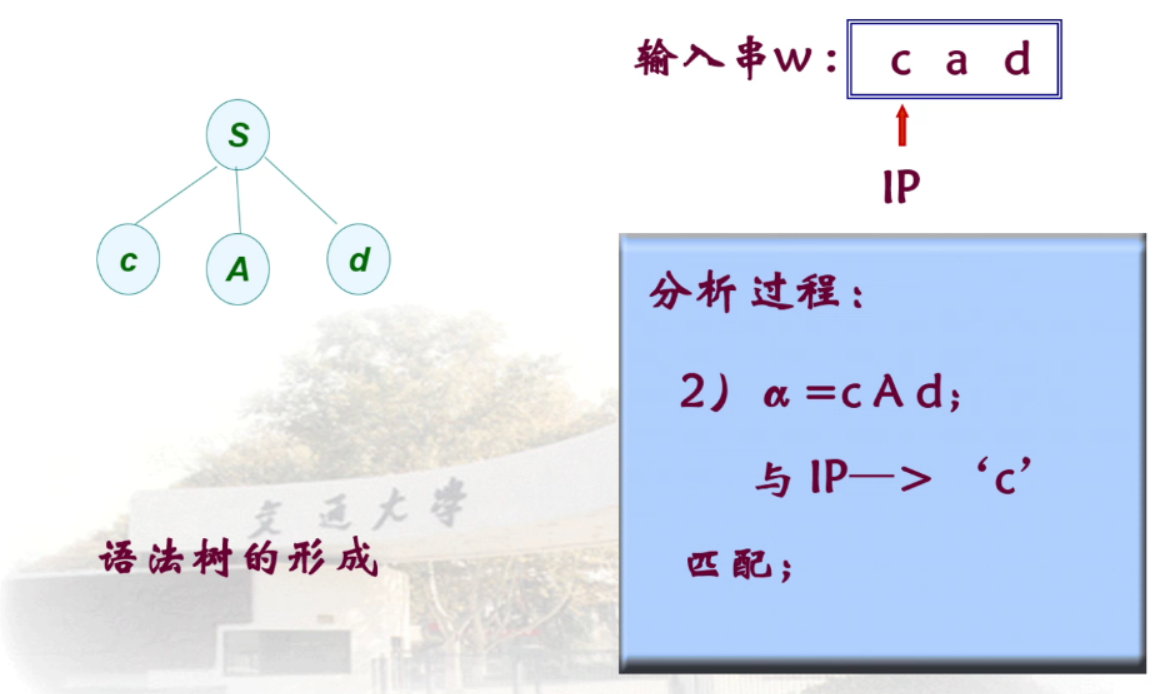 输入串w: c a d
IP
S
c A d
分析过程:
2) α =c A d;
与 IP—> ‘c’
匹配;
交通大学
语法树的形成